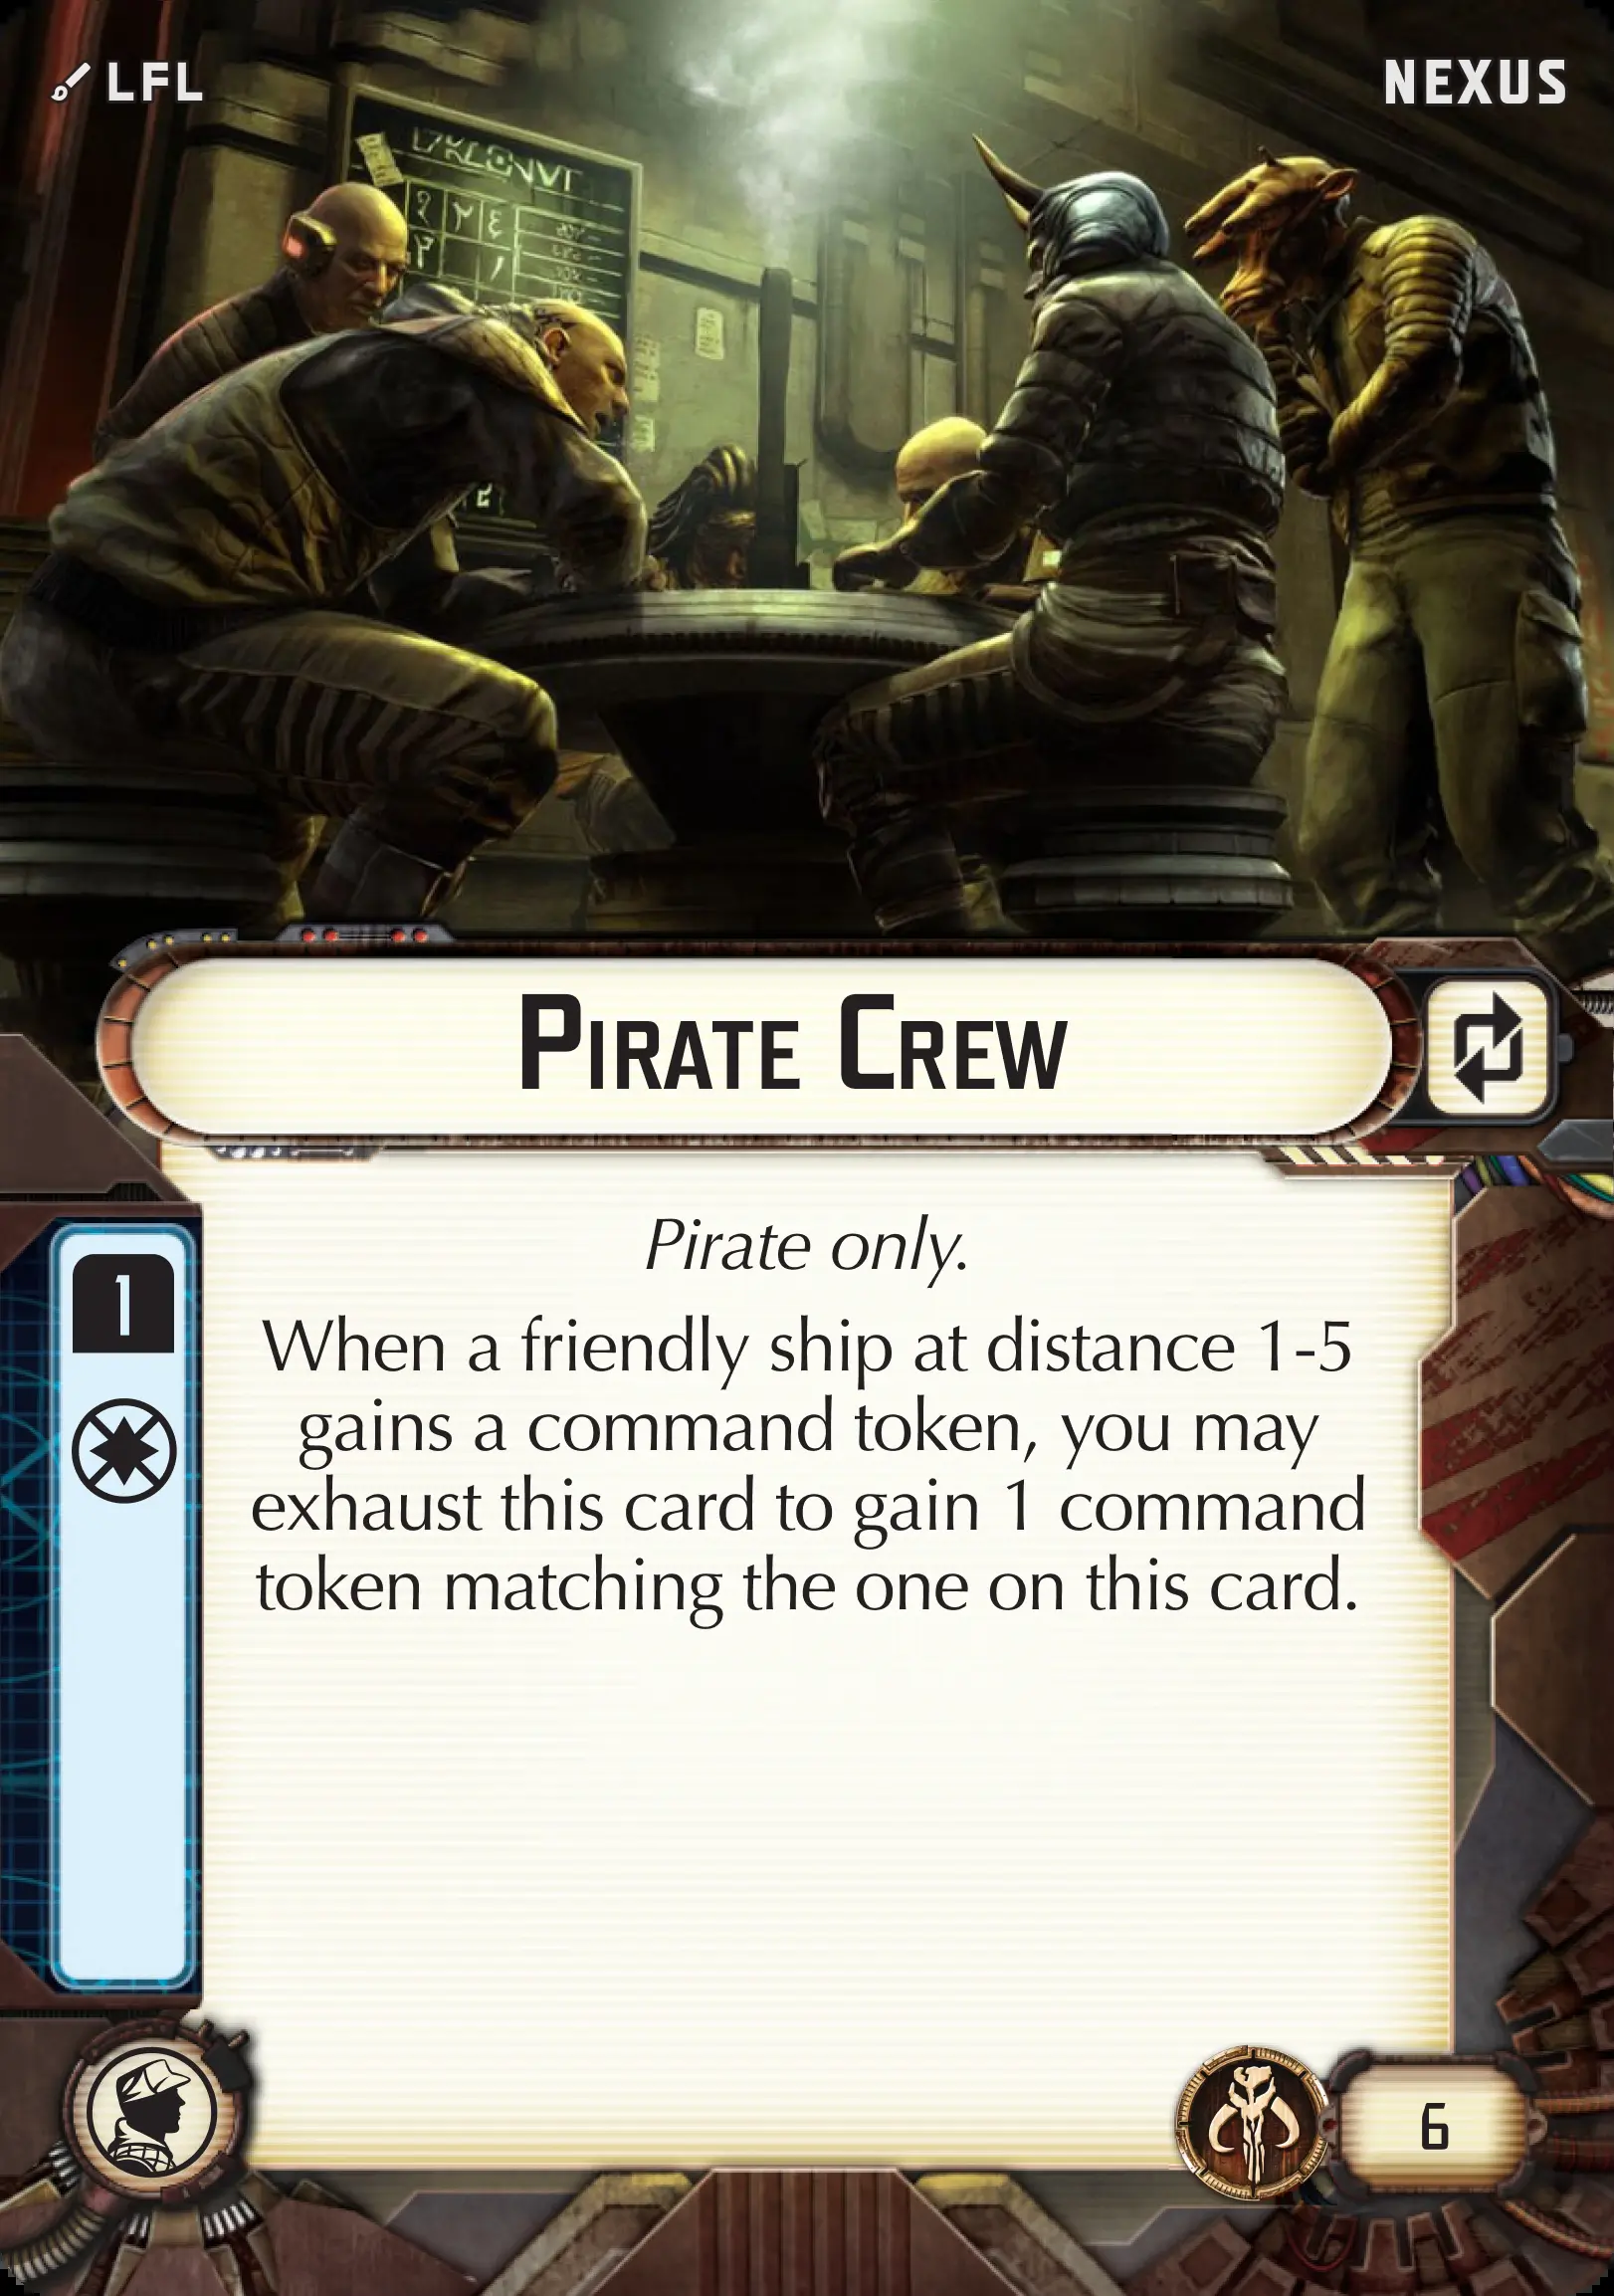 LFL
NEXUS
Pirate Crew
1
Pirate only.
When a friendly ship at distance 1-5
gains a command token, you may
exhaust this card to gain 1 command
token matching the one on this card.
6